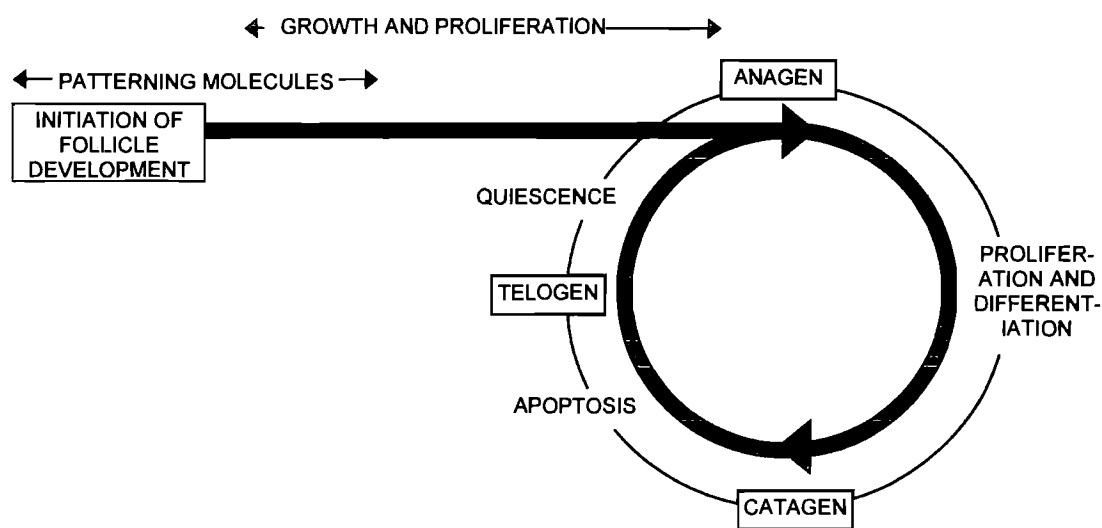 GROWTH AND PROLIFERATION
PATTERNING MOLECULES
ANAGEN
INITIATION OF
FOLLICLE
DEVELOPMENT
QUIESCENCE
TELOGEN
PROLIFER-
ATION AND
DIFFERENT-
IATION
APOPTOSIS
CATAGEN